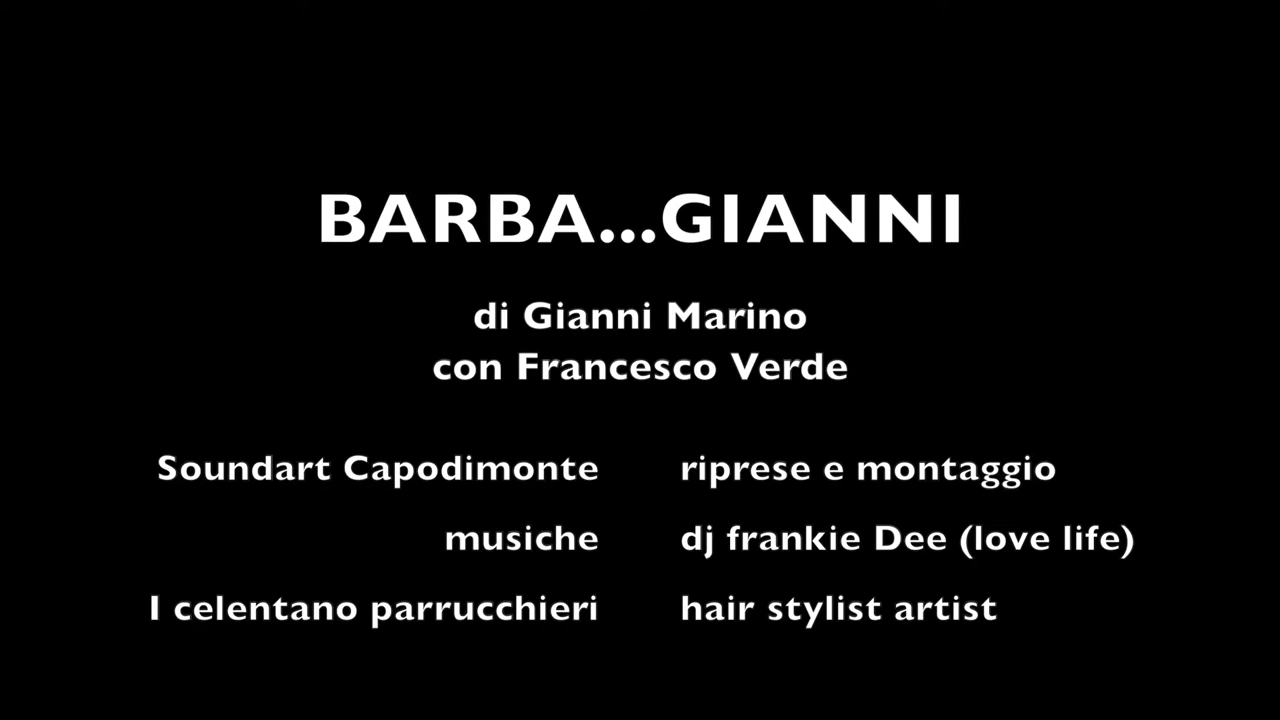 BARBA...GIANNI
di Gianni Marino
con Francesco Verde
Soundart Capodimonte riprese e montaggio
musiche dj frankie Dee (love life)
I celentano parrucchieri hair stylist artist